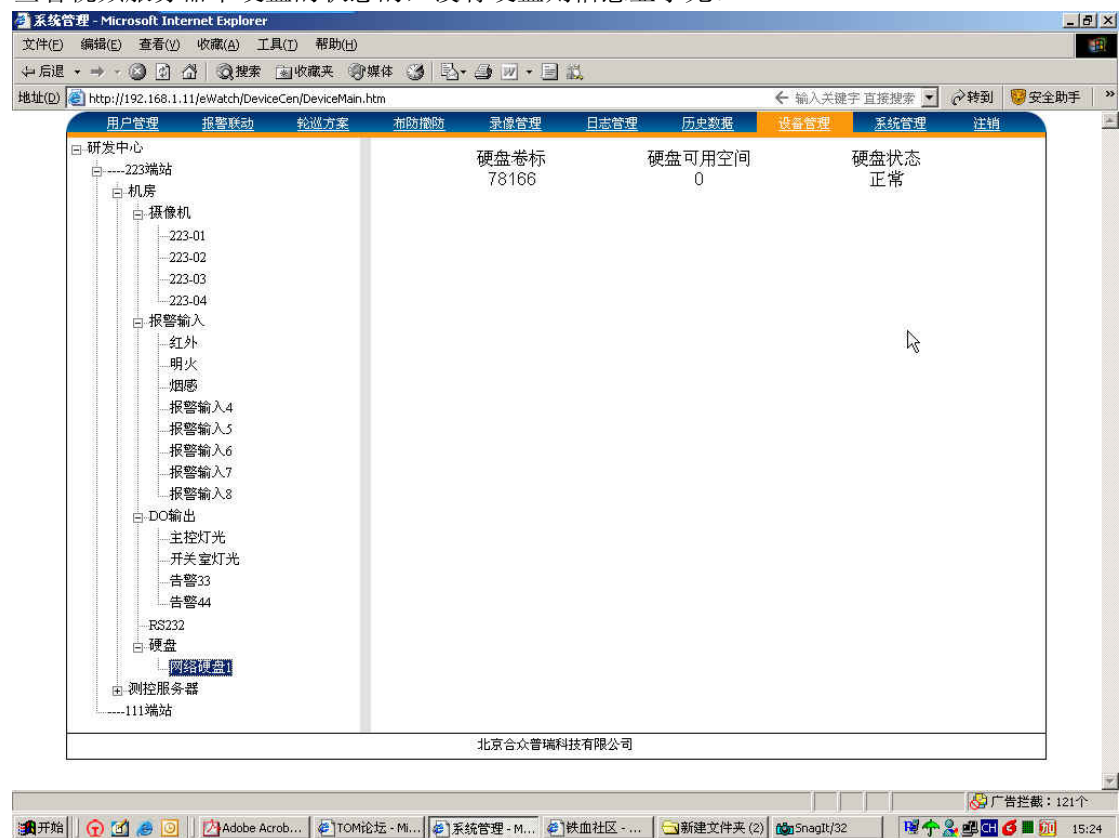 系统管理 - Microsoft Internet Explorer
文件(F) 编辑(E) 查看(V) 收藏(A) 工具(T) 帮助(H)
后退 搜索 收藏夹 媒体
地址(D) http://192.168.1.11/eWatch/DeviceCen/DeviceMain.htm 输入关键字 直接搜索 转到 安全助手 »
用户管理 报警联动 轮巡方案 布防撤防 录像管理 日志管理 历史数据 设备管理 系统管理 注销
研发中心
----223端站
机房
摄像机
223-01
223-02
223-03
223-04
报警输入
红外
明火
烟感
报警输入4
报警输入5
报警输入6
报警输入7
报警输入8
DO输出
主控灯光
开关室灯光
告警33
告警44
RS232
硬盘
网络硬盘1
测控服务器
----111端站
硬盘卷标 硬盘可用空间 硬盘状态
78166 0 正常
北京合众普瑞科技有限公司
广告拦截：121个
开始 Adobe Acrob... TOM论坛 - Mi... 系统管理 - M... 铁血社区 - ... 新建文件夹 (2) SnagIt/32 CH 15:24